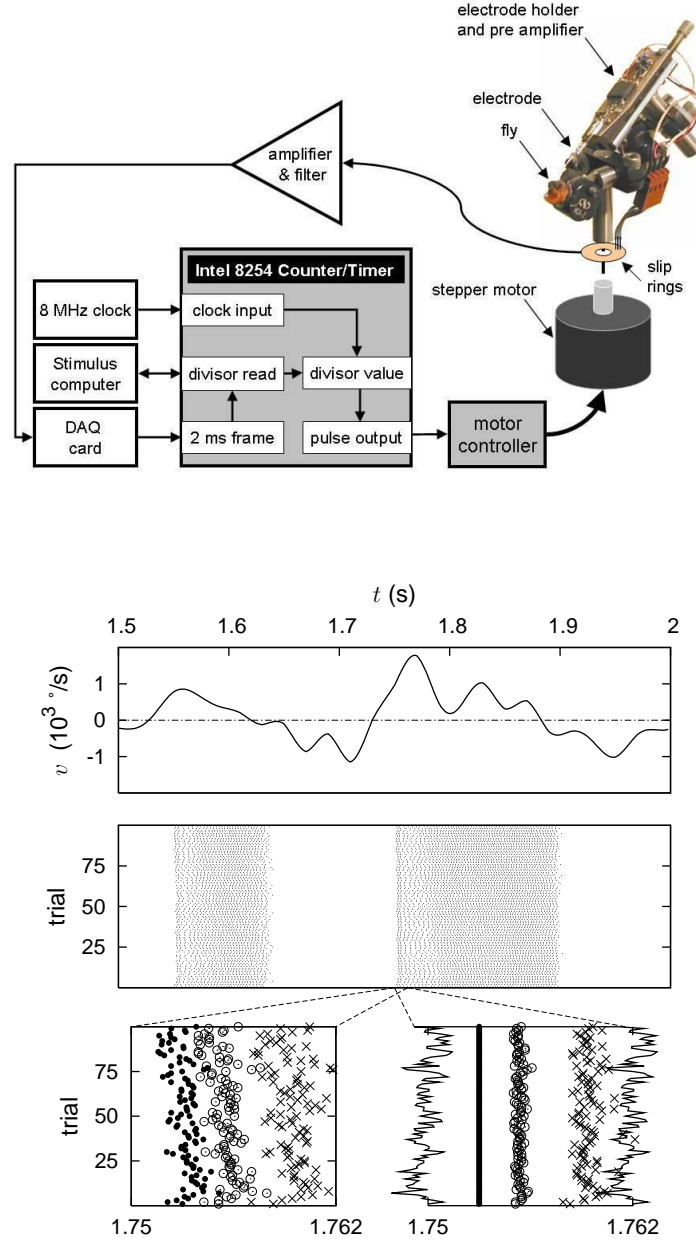 electrode holder
and pre amplifier
electrode
fly
amplifier
& filter
slip
rings
stepper motor
Intel 8254 Counter/Timer
8 MHz clock
clock input
Stimulus
computer
divisor read
divisor value
DAQ
card
2 ms frame
pulse output
motor
controller
t (s)
1.5 1.6 1.7 1.8 1.9 2
v (10³ °/s)
1
0
-1
trial
75
50
25
trial
75
50
25
1.75 1.762 1.75 1.762